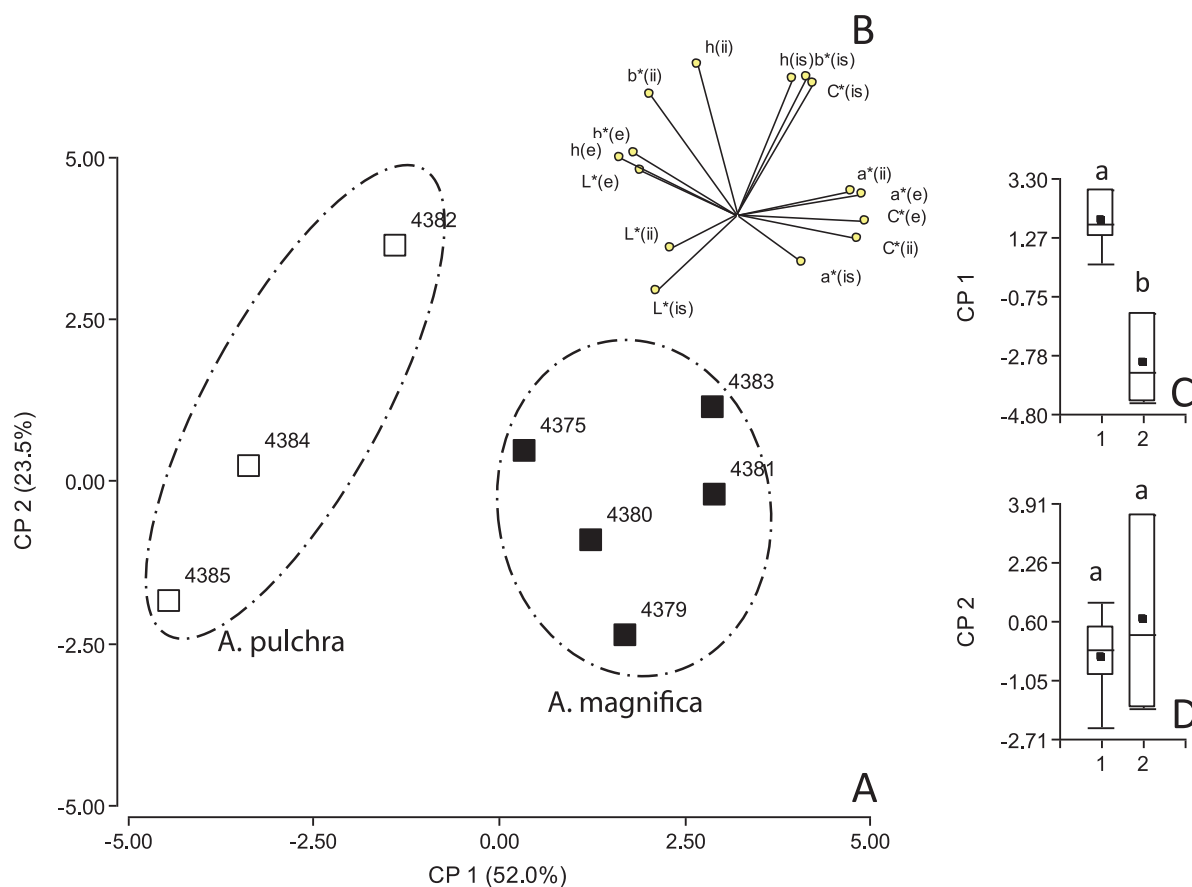 B
h(ii)
h(is)b*(is)
C*(is)
b*(ii)
b*(e)
h(e)
L*(e)
a*(ii)
a*(e)
C*(e)
C*(ii)
L*(ii)
a*(is)
L*(is)
5.00
2.50
0.00
-2.50
-5.00
CP 2 (23.5%)
4382
4384
4385
A. pulchra
4383
4375
4381
4380
4379
A. magnifica
A
-5.00 -2.50 0.00 2.50 5.00
CP 1 (52.0%)
3.30
1.27
-0.75
-2.78
-4.80
CP 1
a
b
C
1 2
3.91
2.26
0.60
-1.05
-2.71
CP 2
a
a
D
1 2